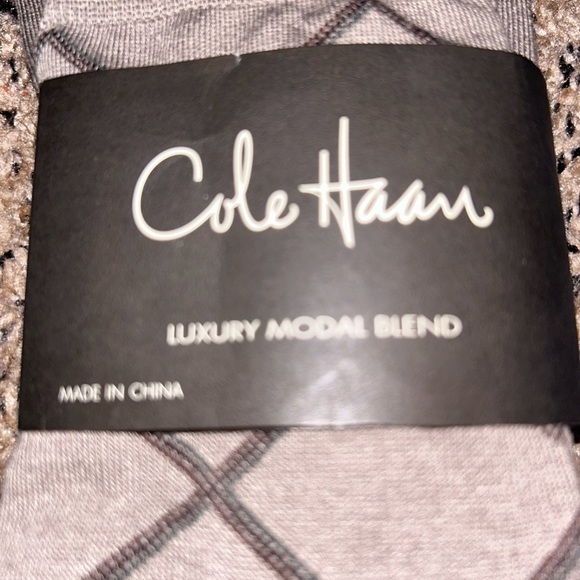 Cole Haan
LUXURY MODAL BLEND
MADE IN CHINA